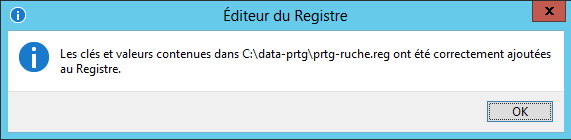 Éditeur du Registre
x
Les clés et valeurs contenues dans C:\data-prtg\prtg-ruche.reg ont été correctement ajoutées
au Registre.
OK